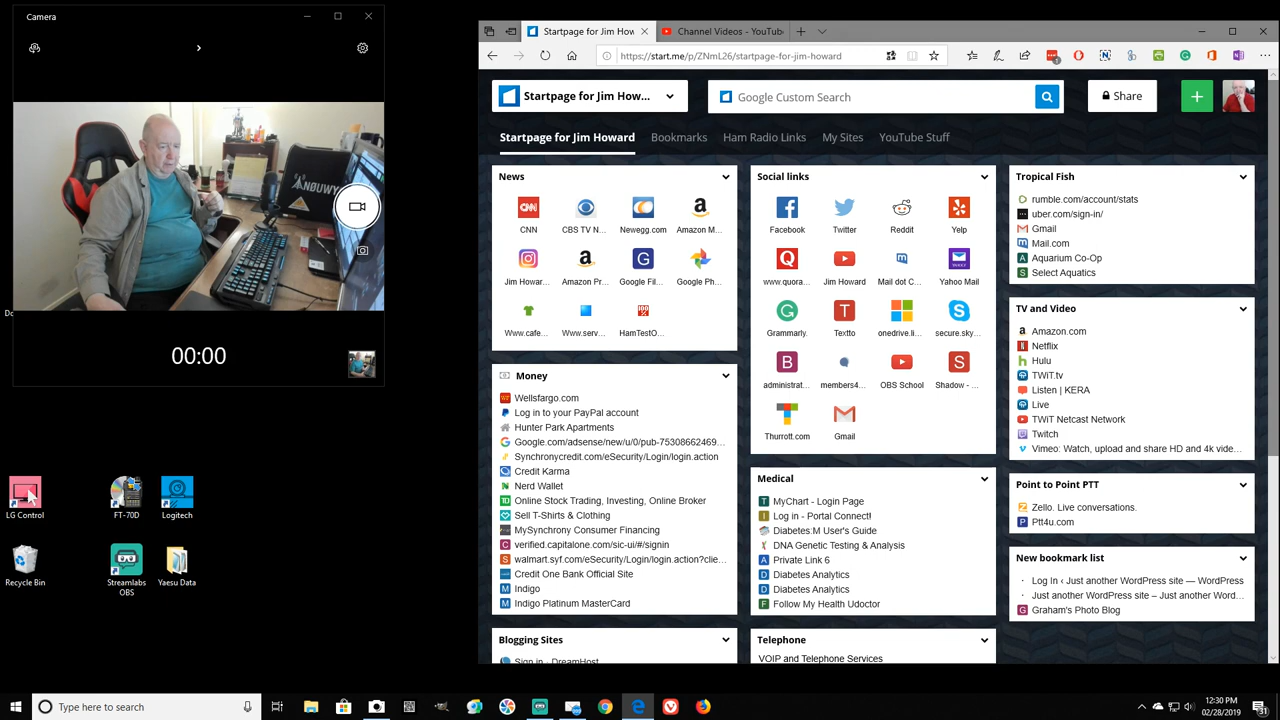 Camera
ANOUWY
00:00
LG Control
FT-70D
Logitech
Recycle Bin
Streamlabs
OBS
Yaesu Data
Startpage for Jim How
Channel Videos - YouTube
https://start.me/p/ZNmL26/startpage-for-jim-howard
Startpage for Jim How...
Google Custom Search
Share
Startpage for Jim Howard
Bookmarks
Ham Radio Links
My Sites
YouTube Stuff
News
CNN
CBS TV N...
Newegg.com
Amazon M...
Jim Howar...
Amazon Pr...
Google Fil...
Google Ph...
Www.cafe...
Www.serv...
HamTestO...
Money
Wellsfargo.com
Log in to your PayPal account
Hunter Park Apartments
Google.com/adsense/new/u/0/pub-75308662469...
Synchronycredit.com/eSecurity/Login/login.action
Credit Karma
Nerd Wallet
Online Stock Trading, Investing, Online Broker
Sell T-Shirts & Clothing
MySynchrony Consumer Financing
verified.capitalone.com/sic-ui/#/signin
walmart.syf.com/eSecurity/Login/login.action?clie...
Credit One Bank Official Site
Indigo
Indigo Platinum MasterCard
Blogging Sites
Sign in · DreamHost
Social links
Facebook
Twitter
Reddit
Yelp
www.quora...
Jim Howard
Mail dot C...
Yahoo Mail
Grammarly.
Textto
onedrive.li...
secure.sky...
administrat...
members4...
OBS School
Shadow - ...
Thurrott.com
Gmail
Medical
MyChart - Login Page
Log in - Portal Connect!
Diabetes:M User's Guide
DNA Genetic Testing & Analysis
Private Link 6
Diabetes Analytics
Diabetes Analytics
Follow My Health Udoctor
Telephone
VOIP and Telephone Services
Tropical Fish
rumble.com/account/stats
uber.com/sign-in/
Gmail
Mail.com
Aquarium Co-Op
Select Aquatics
TV and Video
Amazon.com
Netflix
Hulu
TWiT.tv
Listen | KERA
Live
TWiT Netcast Network
Twitch
Vimeo: Watch, upload and share HD and 4k vide...
Point to Point PTT
Zello. Live conversations.
Ptt4u.com
New bookmark list
Log In ‹ Just another WordPress site — WordPress
Just another WordPress site – Just another Word...
Graham's Photo Blog
Type here to search
12:30 PM
02/28/2019
31